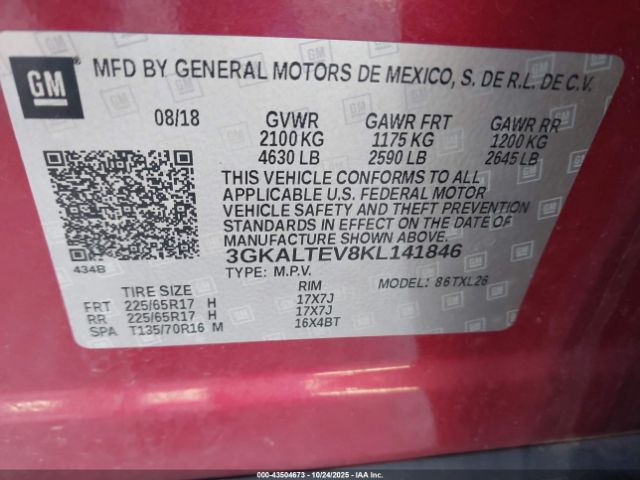 GM
MFD BY GENERAL MOTORS DE MEXICO, S. DE R.L. DE C.V.
08/18 GVWR GAWR FRT GAWR RR
2100 KG 1175 KG 1200 KG
4630 LB 2590 LB 2645 LB
THIS VEHICLE CONFORMS TO ALL
APPLICABLE U.S. FEDERAL MOTOR
VEHICLE SAFETY AND THEFT PREVENTION
STANDARDS IN EFFECT ON THE DATE OF
MANUFACTURE SHOWN ABOVE.
434B 3GKALTEV8KL141846
TYPE: M.P.V. MODEL: 86TXL26
TIRE SIZE RIM
FRT 225/65R17 H 17X7J
RR 225/65R17 H 17X7J
SPA T135/70R16 M 16X4BT
000-43504673 | 10/24/2025 | IAA, Inc.